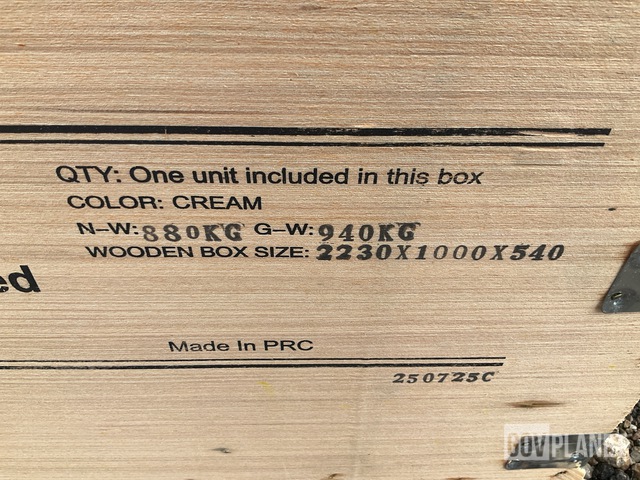 QTY: One unit included in this box
COLOR: CREAM
N-W:880KG G-W:940KG
WOODEN BOX SIZE: 2230X1000X540
ed
Made In PRC
250725C
GOVPLANET